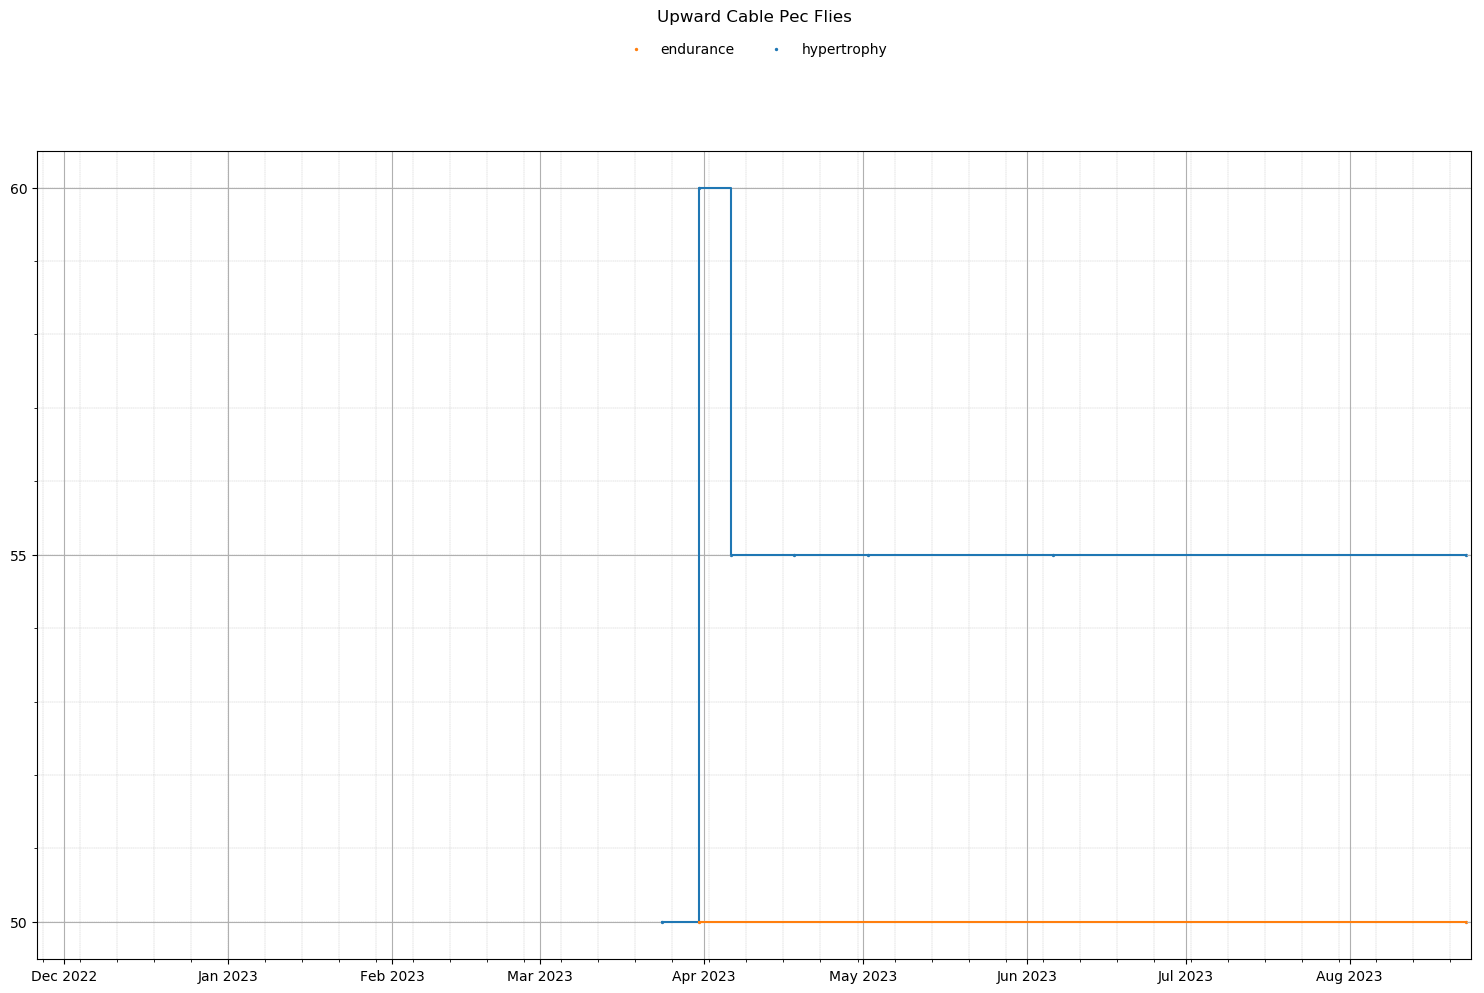 Upward Cable Pec Flies
endurance hypertrophy
60
55
50
Dec 2022 Jan 2023 Feb 2023 Mar 2023 Apr 2023 May 2023 Jun 2023 Jul 2023 Aug 2023